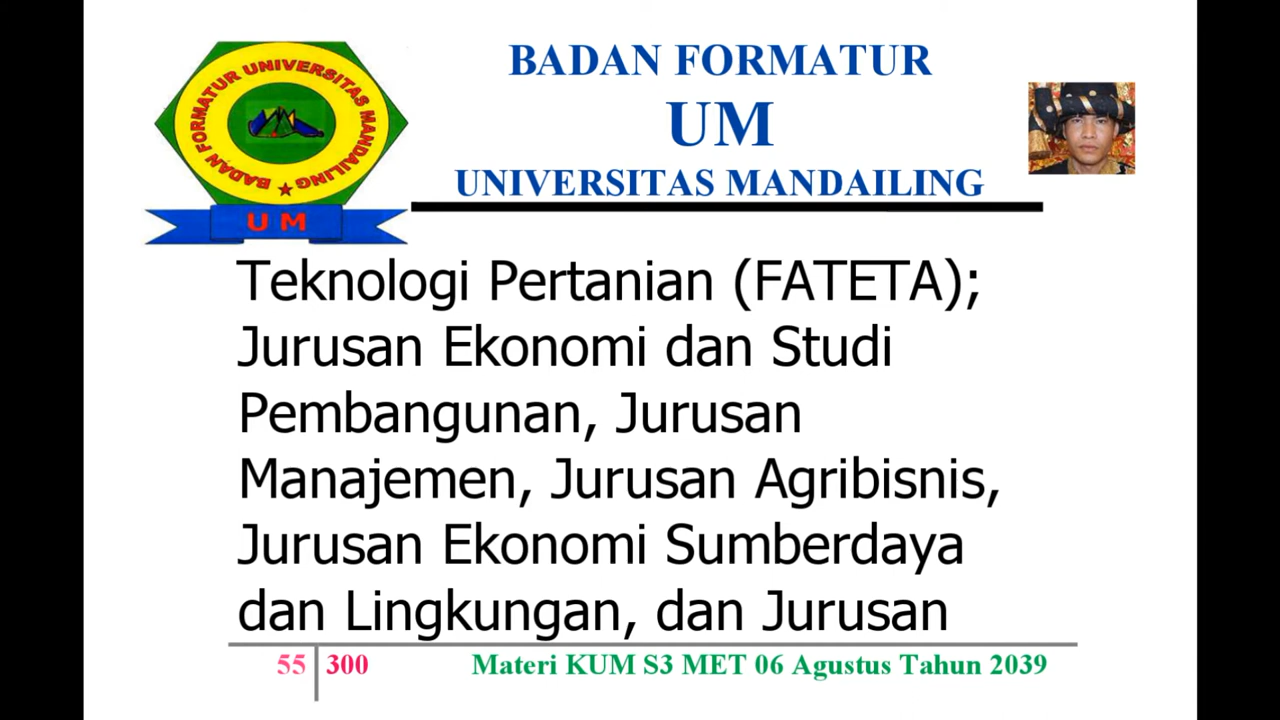 BADAN FORMATUR
UM
UNIVERSITAS MANDAILING
BADAN FORMATUR UNIVERSITAS MANDAILING
U M
Teknologi Pertanian (FATETA);
Jurusan Ekonomi dan Studi
Pembangunan, Jurusan
Manajemen, Jurusan Agribisnis,
Jurusan Ekonomi Sumberdaya
dan Lingkungan, dan Jurusan
55 300 Materi KUM S3 MET 06 Agustus Tahun 2039